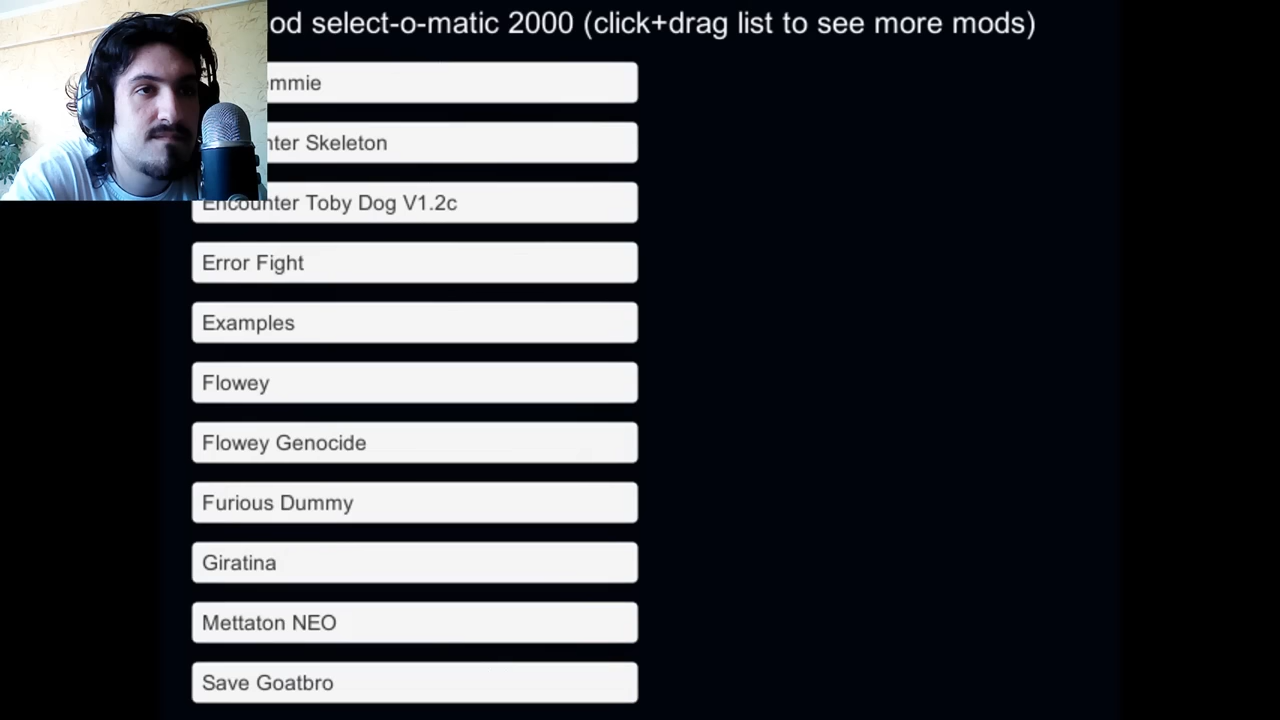 od select-o-matic 2000 (click+drag list to see more mods)
emmie
nter Skeleton
Encounter Toby Dog V1.2c
Error Fight
Examples
Flowey
Flowey Genocide
Furious Dummy
Giratina
Mettaton NEO
Save Goatbro